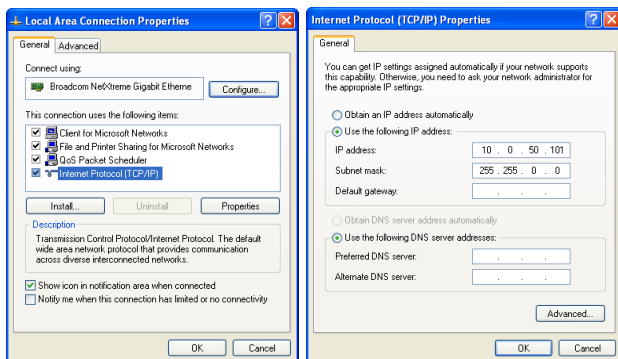 Local Area Connection Properties
General
Advanced
Connect using:
Broadcom NetXtreme Gigabit Etherne
Configure...
This connection uses the following items:
Client for Microsoft Networks
File and Printer Sharing for Microsoft Networks
QoS Packet Scheduler
Internet Protocol (TCP/IP)
Install...
Uninstall
Properties
Description
Transmission Control Protocol/Internet Protocol. The default
wide area network protocol that provides communication
across diverse interconnected networks.
Show icon in notification area when connected
Notify me when this connection has limited or no connectivity
OK
Cancel
Internet Protocol (TCP/IP) Properties
General
You can get IP settings assigned automatically if your network supports
this capability. Otherwise, you need to ask your network administrator for
the appropriate IP settings.
Obtain an IP address automatically
Use the following IP address:
IP address:
10 . 0 . 50 . 101
Subnet mask:
255 . 255 . 0 . 0
Default gateway:
. . .
Obtain DNS server address automatically
Use the following DNS server addresses:
Preferred DNS server:
. . .
Alternate DNS server:
. . .
Advanced...
OK
Cancel